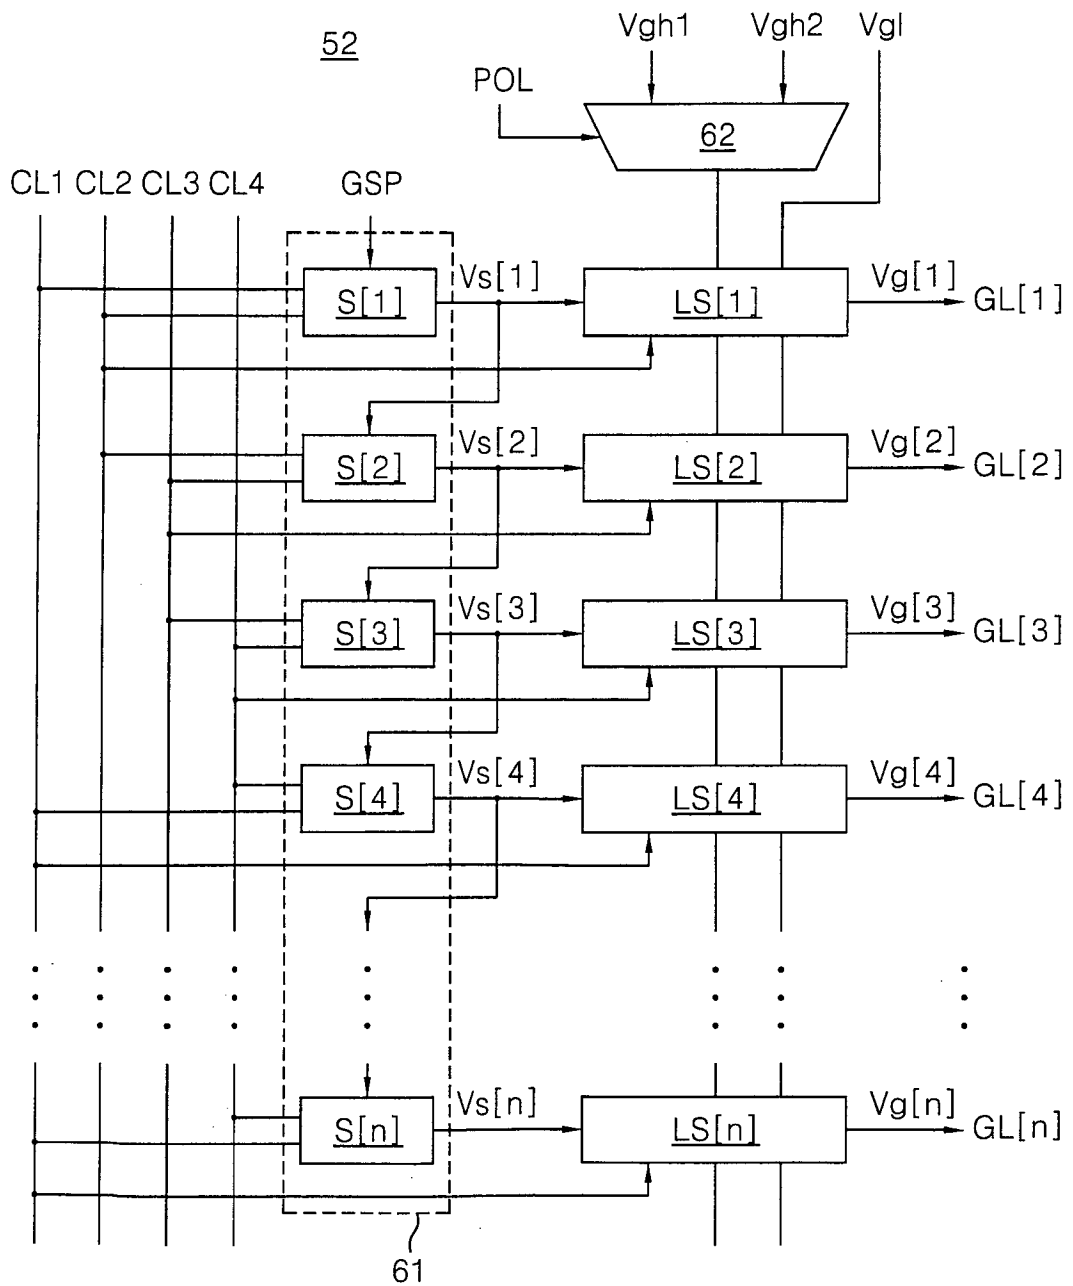 52
Vgh1 Vgh2 Vgl
POL
62
CL1 CL2 CL3 CL4 GSP
S[1] Vs[1] LS[1] Vg[1] GL[1]
S[2] Vs[2] LS[2] Vg[2] GL[2]
S[3] Vs[3] LS[3] Vg[3] GL[3]
S[4] Vs[4] LS[4] Vg[4] GL[4]
S[n] Vs[n] LS[n] Vg[n] GL[n]
61